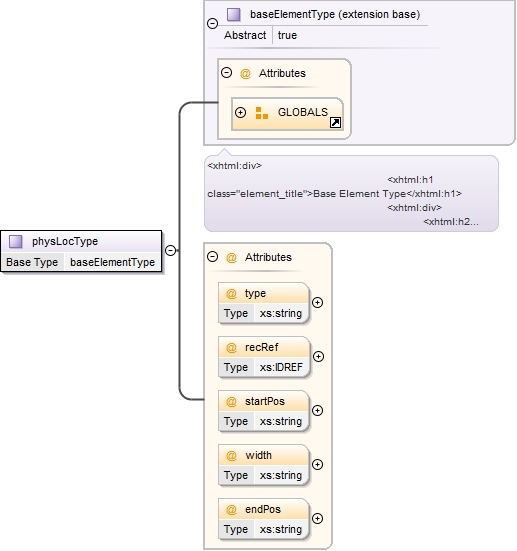 baseElementType (extension base)
Abstract true
@ Attributes
GLOBALS
<xhtml:div>
<xhtml:h1
class="element_title">Base Element Type</xhtml:h1>
<xhtml:div>
<xhtml:h2...
physLocType
Base Type baseElementType
@ Attributes
@ type
Type xs:string
@ recRef
Type xs:IDREF
@ startPos
Type xs:string
@ width
Type xs:string
@ endPos
Type xs:string